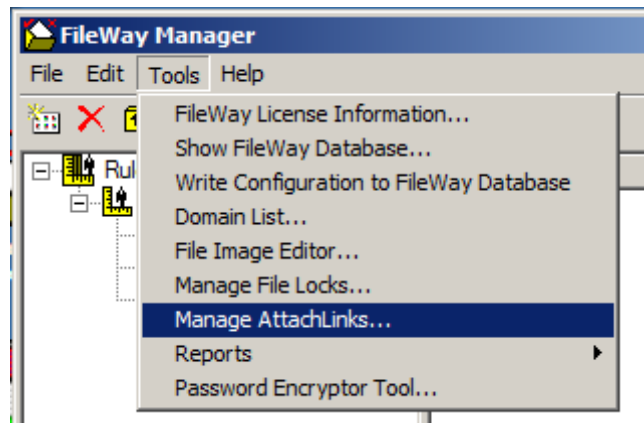 FileWay Manager
File Edit Tools Help
FileWay License Information...
Show FileWay Database...
Write Configuration to FileWay Database
Domain List...
File Image Editor...
Manage File Locks...
Manage AttachLinks...
Reports
Password Encryptor Tool...